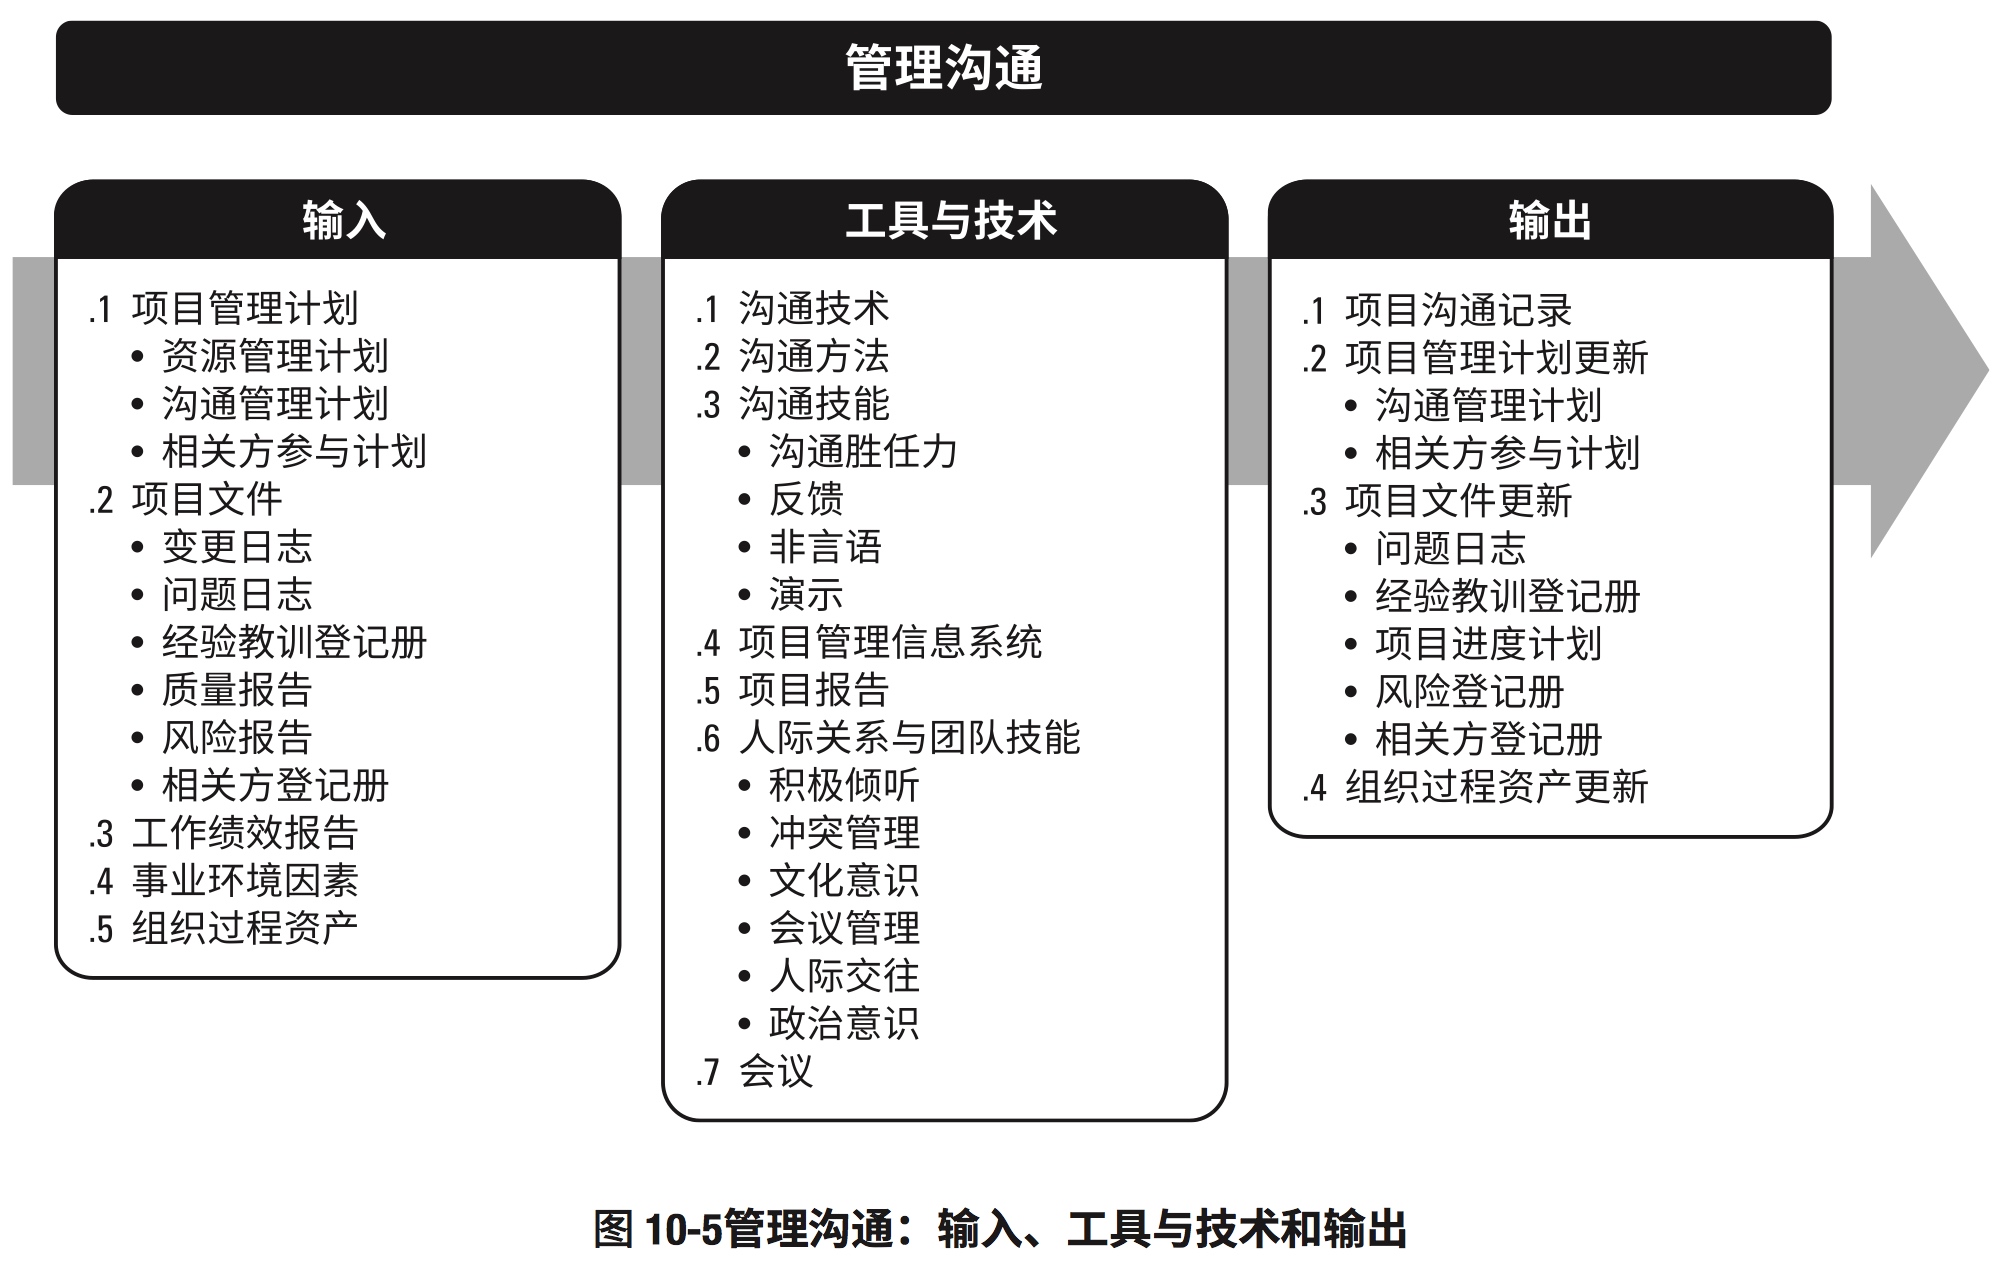 管理沟通
输入
.1 项目管理计划
• 资源管理计划
• 沟通管理计划
• 相关方参与计划
.2 项目文件
• 变更日志
• 问题日志
• 经验教训登记册
• 质量报告
• 风险报告
• 相关方登记册
.3 工作绩效报告
.4 事业环境因素
.5 组织过程资产
工具与技术
.1 沟通技术
.2 沟通方法
.3 沟通技能
• 沟通胜任力
• 反馈
• 非言语
• 演示
.4 项目管理信息系统
.5 项目报告
.6 人际关系与团队技能
• 积极倾听
• 冲突管理
• 文化意识
• 会议管理
• 人际交往
• 政治意识
.7 会议
输出
.1 项目沟通记录
.2 项目管理计划更新
• 沟通管理计划
• 相关方参与计划
.3 项目文件更新
• 问题日志
• 经验教训登记册
• 项目进度计划
• 风险登记册
• 相关方登记册
.4 组织过程资产更新
图 10-5管理沟通：输入、工具与技术和输出